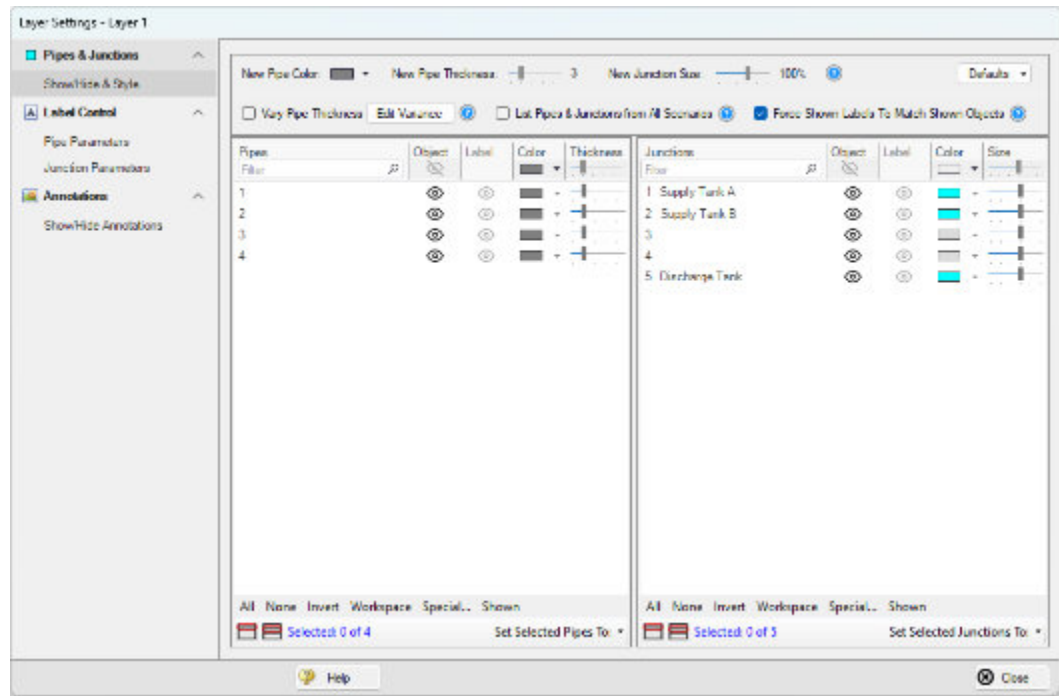 Layer Settings - Layer 1
Pipes & Junctions
Show/Hide & Style
Label Control
Pipe Parameters
Junction Parameters
Annotations
Show/Hide Annotations
New Pipe Color: New Pipe Thickness: 3 New Junction Size: 100% Defaults
Vary Pipe Thickness Edit Variance List Pipes & Junctions from All Scenarios Force Shown Labels To Match Shown Objects
Pipes Object Label Color Thickness
Filter
1
2
3
4
All None Invert Workspace Special... Shown
Selected: 0 of 4 Set Selected Pipes To:
Junctions Object Label Color Size
Filter
1 Supply Tank A
2 Supply Tank B
3
4
5 Discharge Tank
All None Invert Workspace Special... Shown
Selected: 0 of 5 Set Selected Junctions To:
Help Close